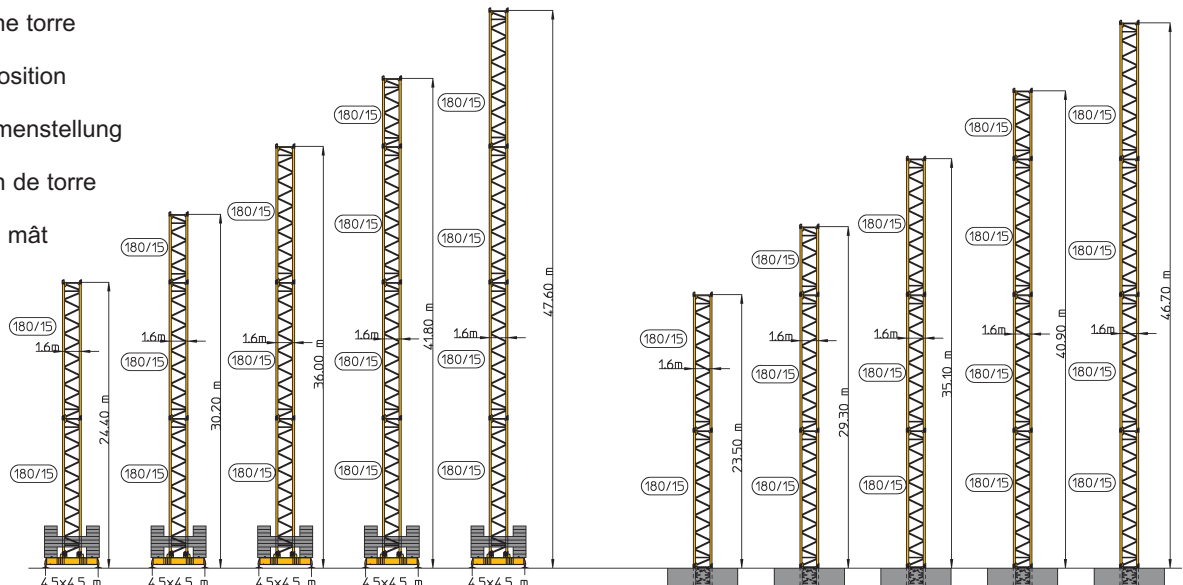 ne torre
osition
menstellung
n de torre
mât
180/15
1.6m
24.40 m
180/15
4.5x4.5 m
180/15
1.6m
180/15
30.20 m
180/15
4.5x4.5 m
180/15
1.6m
180/15
36.00 m
180/15
4.5x4.5 m
180/15
180/15
1.6m
180/15
41.80 m
180/15
4.5x4.5 m
180/15
180/15
1.6m
180/15
47.60 m
180/15
4.5x4.5 m
180/15
1.6m
23.50 m
180/15
180/15
1.6m
180/15
29.30 m
180/15
180/15
1.6m
180/15
35.10 m
180/15
180/15
180/15
1.6m
180/15
40.90 m
180/15
180/15
180/15
1.6m
180/15
46.70 m
180/15